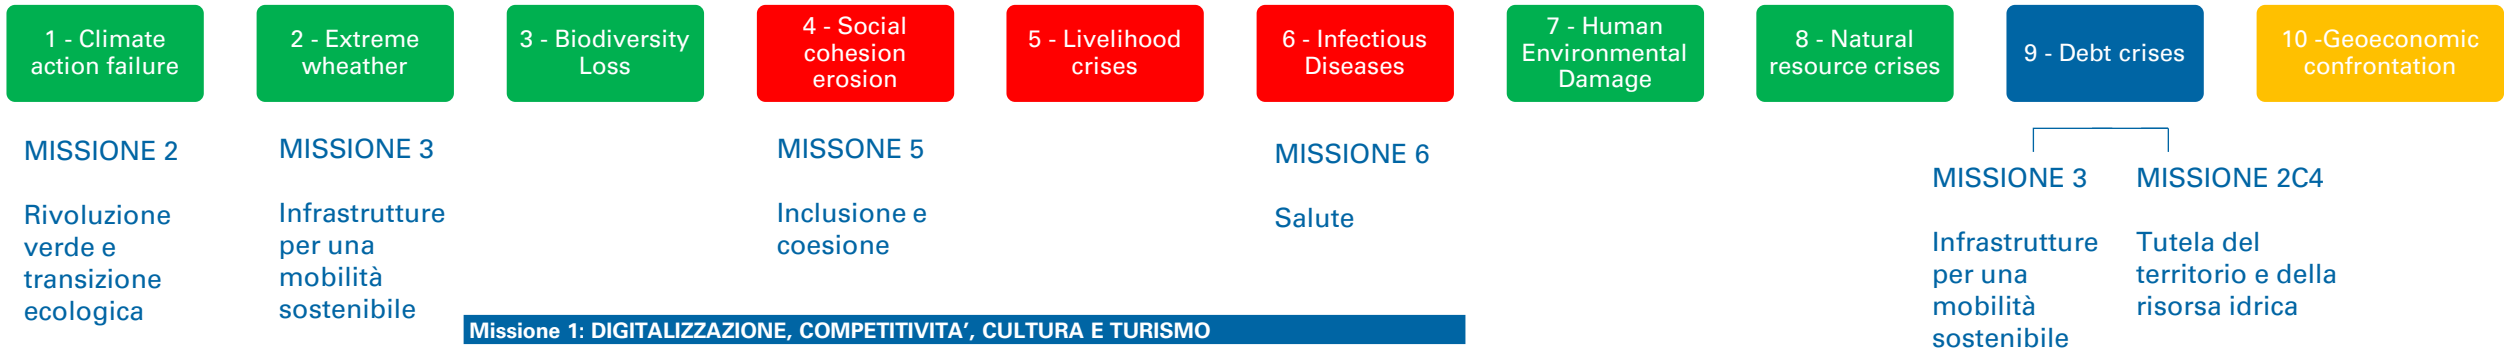 1 - Climate
action failure
2 - Extreme
wheather
3 - Biodiversity
Loss
4 - Social
cohesion
erosion
5 - Livelihood
crises
6 - Infectious
Diseases
7 - Human
Environmental
Damage
8 - Natural
resource crises
9 - Debt crises
10 -Geoeconomic
confrontation
MISSIONE 2
Rivoluzione
verde e
transizione
ecologica
MISSIONE 3
Infrastrutture
per una
mobilità
sostenibile
MISSONE 5
Inclusione e
coesione
MISSIONE 6
Salute
MISSIONE 3
Infrastrutture
per una
mobilità
sostenibile
MISSIONE 2C4
Tutela del
territorio e della
risorsa idrica
Missione 1: DIGITALIZZAZIONE, COMPETITIVITA’, CULTURA E TURISMO